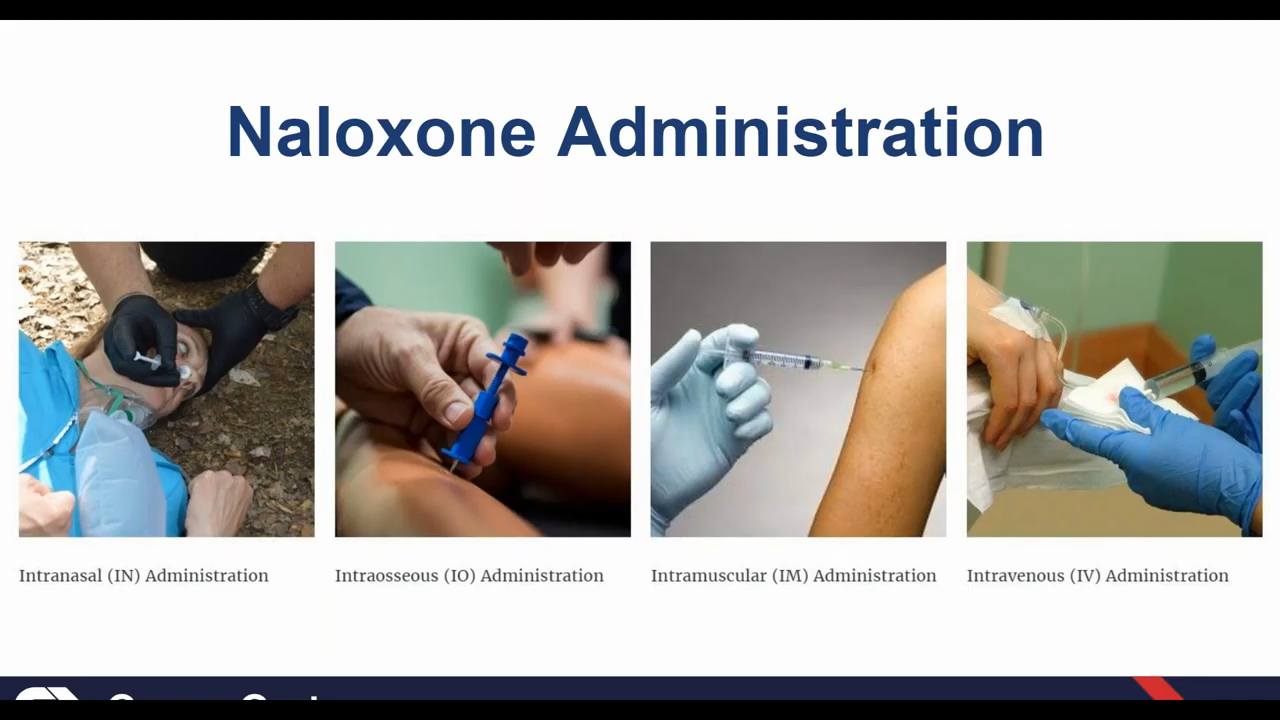 Naloxone Administration
Intranasal (IN) Administration
Intraosseous (IO) Administration
Intramuscular (IM) Administration
Intravenous (IV) Administration